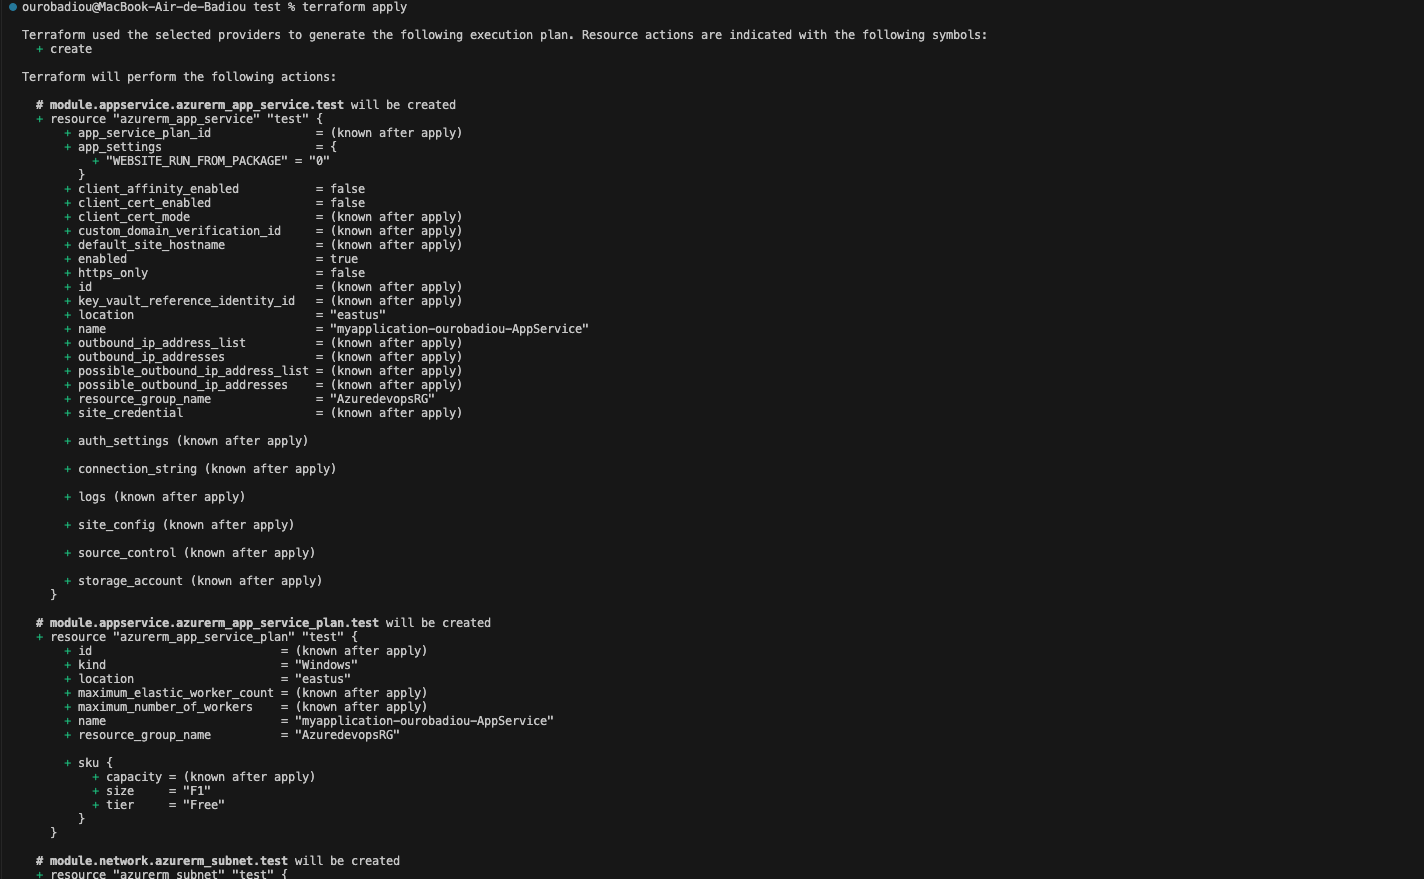 ourobadiou@MacBook-Air-de-Badiou test % terraform apply
Terraform used the selected providers to generate the following execution plan. Resource actions are indicated with the following symbols:
+ create
Terraform will perform the following actions:
# module.appservice.azurerm_app_service.test will be created
+ resource "azurerm_app_service" "test" {
+ app_service_plan_id = (known after apply)
+ app_settings = {
+ "WEBSITE_RUN_FROM_PACKAGE" = "0"
}
+ client_affinity_enabled = false
+ client_cert_enabled = false
+ client_cert_mode = (known after apply)
+ custom_domain_verification_id = (known after apply)
+ default_site_hostname = (known after apply)
+ enabled = true
+ https_only = false
+ id = (known after apply)
+ key_vault_reference_identity_id = (known after apply)
+ location = "eastus"
+ name = "myapplication-ourobadiou-AppService"
+ outbound_ip_address_list = (known after apply)
+ outbound_ip_addresses = (known after apply)
+ possible_outbound_ip_address_list = (known after apply)
+ possible_outbound_ip_addresses = (known after apply)
+ resource_group_name = "AzuredevopsRG"
+ site_credential = (known after apply)
+ auth_settings (known after apply)
+ connection_string (known after apply)
+ logs (known after apply)
+ site_config (known after apply)
+ source_control (known after apply)
+ storage_account (known after apply)
}
# module.appservice.azurerm_app_service_plan.test will be created
+ resource "azurerm_app_service_plan" "test" {
+ id = (known after apply)
+ kind = "Windows"
+ location = "eastus"
+ maximum_elastic_worker_count = (known after apply)
+ maximum_number_of_workers = (known after apply)
+ name = "myapplication-ourobadiou-AppService"
+ resource_group_name = "AzuredevopsRG"
+ sku {
+ capacity = (known after apply)
+ size = "F1"
+ tier = "Free"
}
}
# module.network.azurerm_subnet.test will be created
+ resource "azurerm_subnet" "test" {